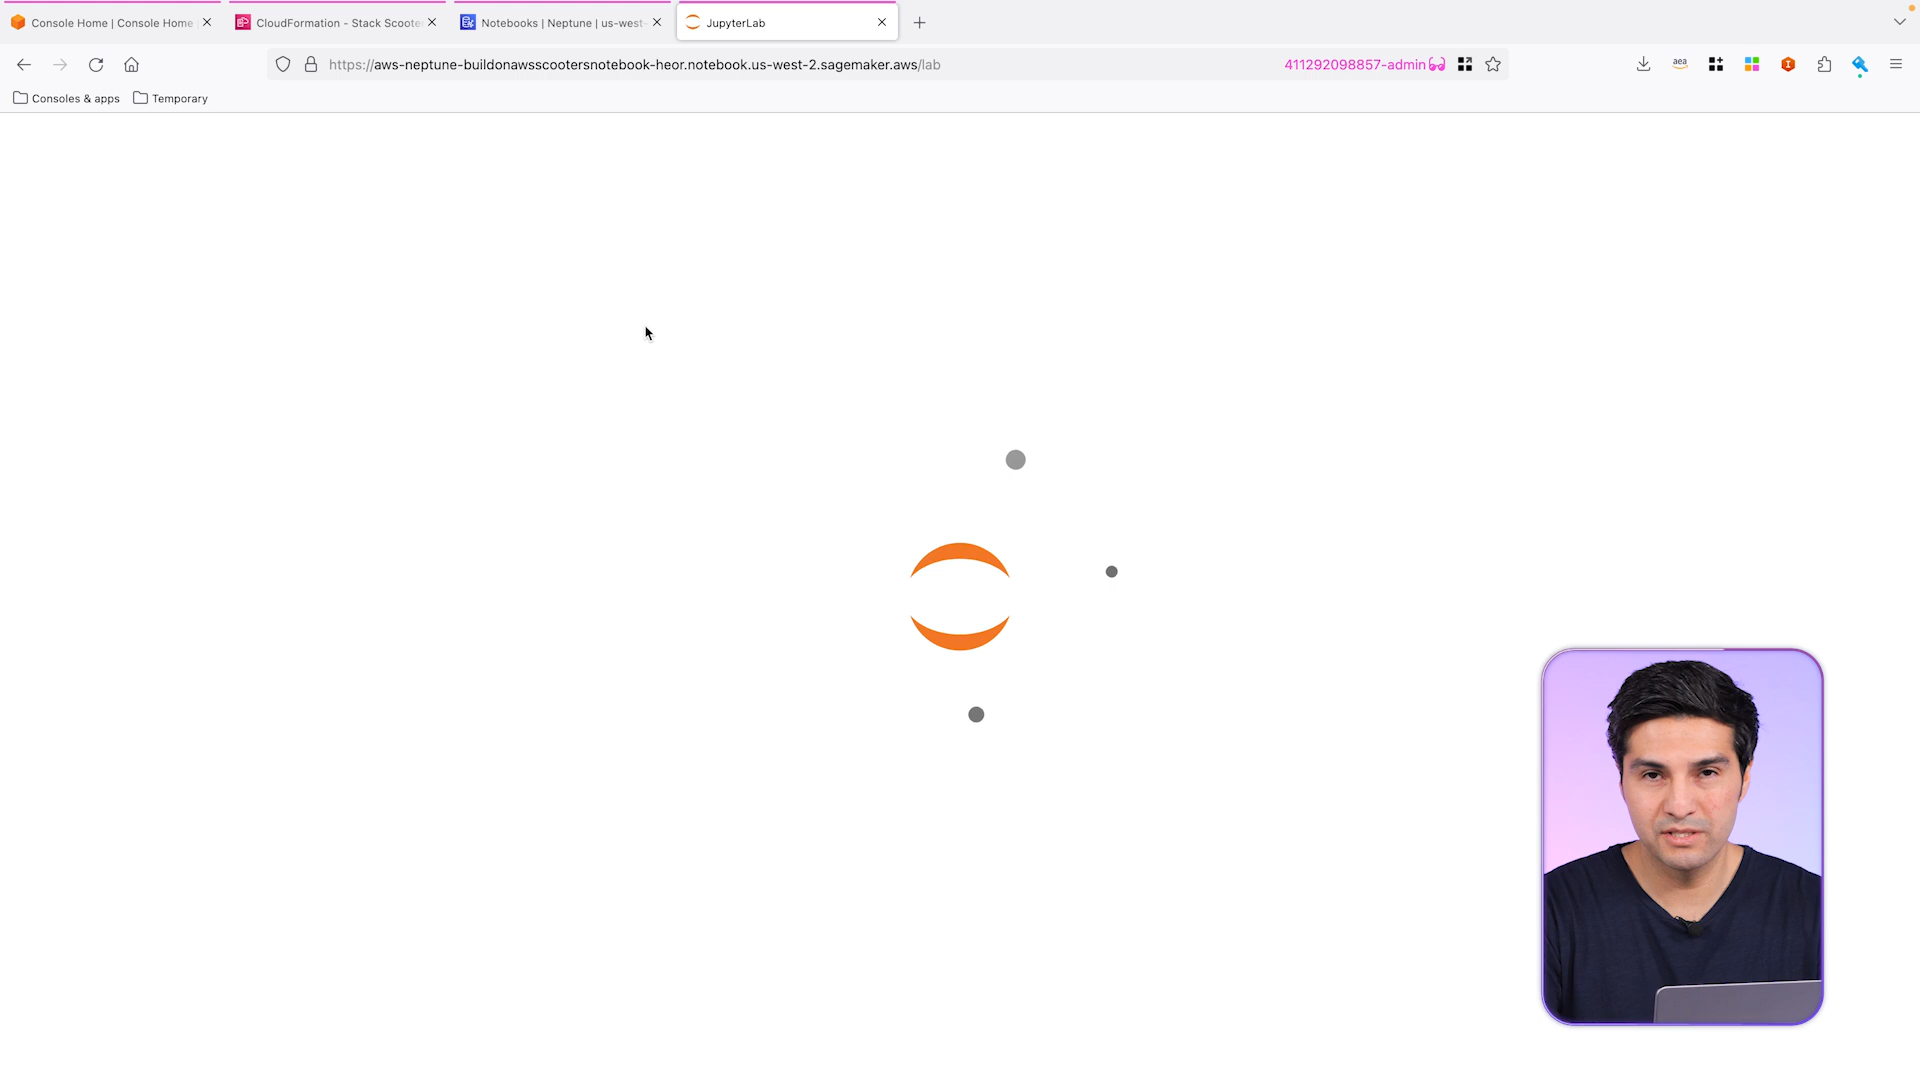 Console Home | Console Home
CloudFormation - Stack Scoote
Notebooks | Neptune | us-west-
JupyterLab
https://aws-neptune-buildonawsscootersnotebook-heor.notebook.us-west-2.sagemaker.aws/lab
411292098857-admin
aea
Consoles & apps
Temporary